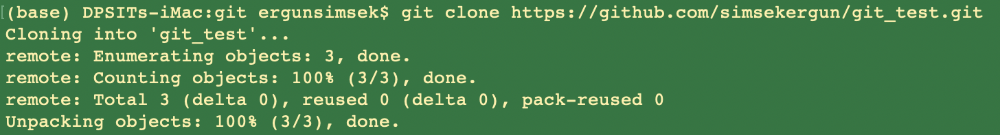 (base) DPSITs-iMac:git ergunsimsek$ git clone https://github.com/simsekergun/git_test.git
Cloning into 'git_test'...
remote: Enumerating objects: 3, done.
remote: Counting objects: 100% (3/3), done.
remote: Total 3 (delta 0), reused 0 (delta 0), pack-reused 0
Unpacking objects: 100% (3/3), done.